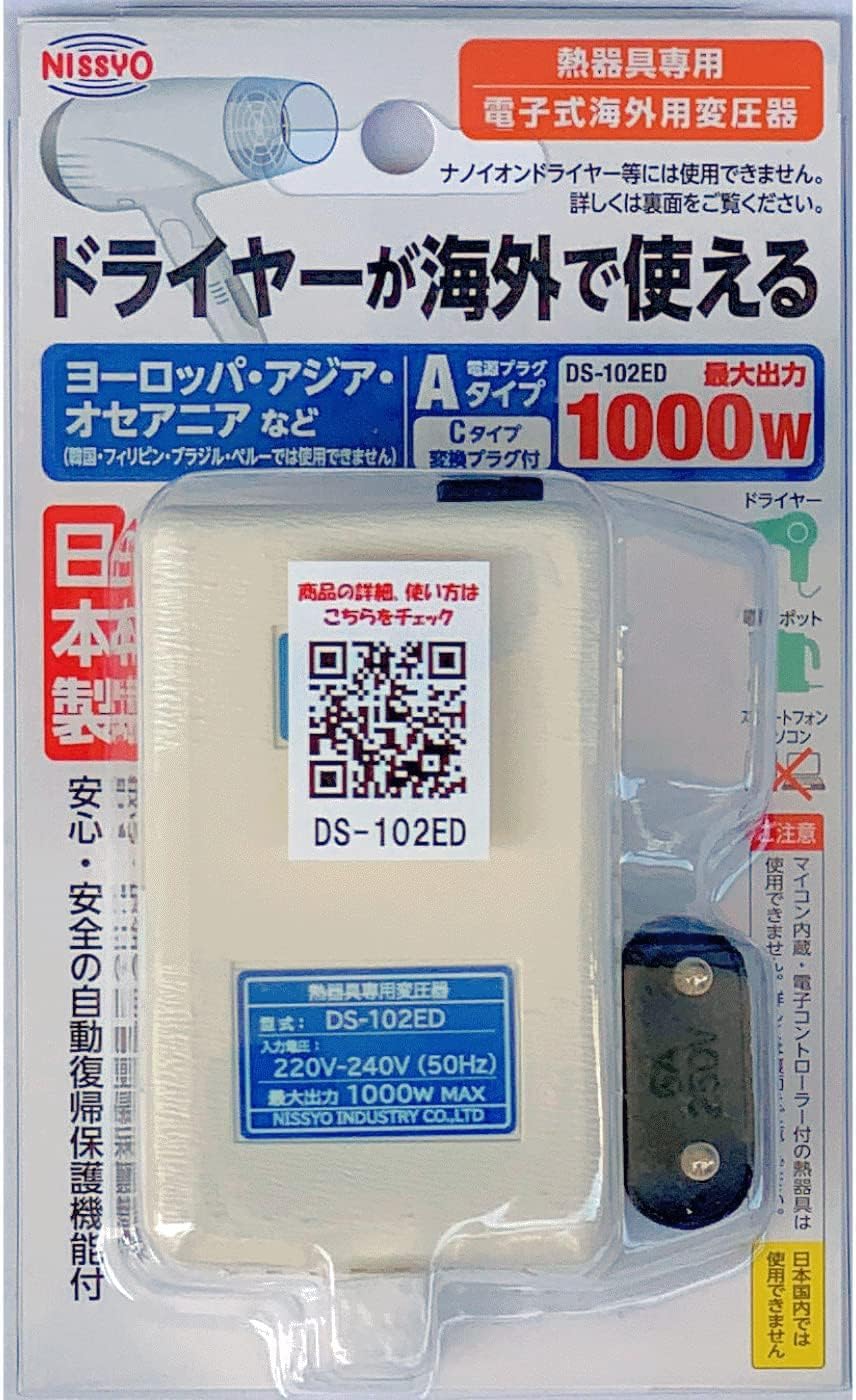 NISSYO
熱器具専用
電子式海外用変圧器
ナノイオンドライヤー等には使用できません。
詳しくは裏面をご覧ください。
ドライヤーが海外で使える
ヨーロッパ・アジア・
オセアニア など
(韓国・フィリピン・ブラジル・ペルーでは使用できません)
A 電源プラグ
タイプ
Cタイプ
変換プラグ付
DS-102ED 最大出力
1000W
日本製
安心・安全の自動復帰保護機能付
商品の詳細、使い方は
こちらをチェック
DS-102ED
熱器具専用変圧器
型式: DS-102ED
入力電圧:
220V-240V (50Hz)
最大出力 1000W MAX
NISSYO INDUSTRY CO.,LTD
ドライヤー
ポット
ートフォン
ソコン
ご注意
マイコン内蔵・電子コントローラー付の熱器具は
使用できません。
日本国内では
使用できません